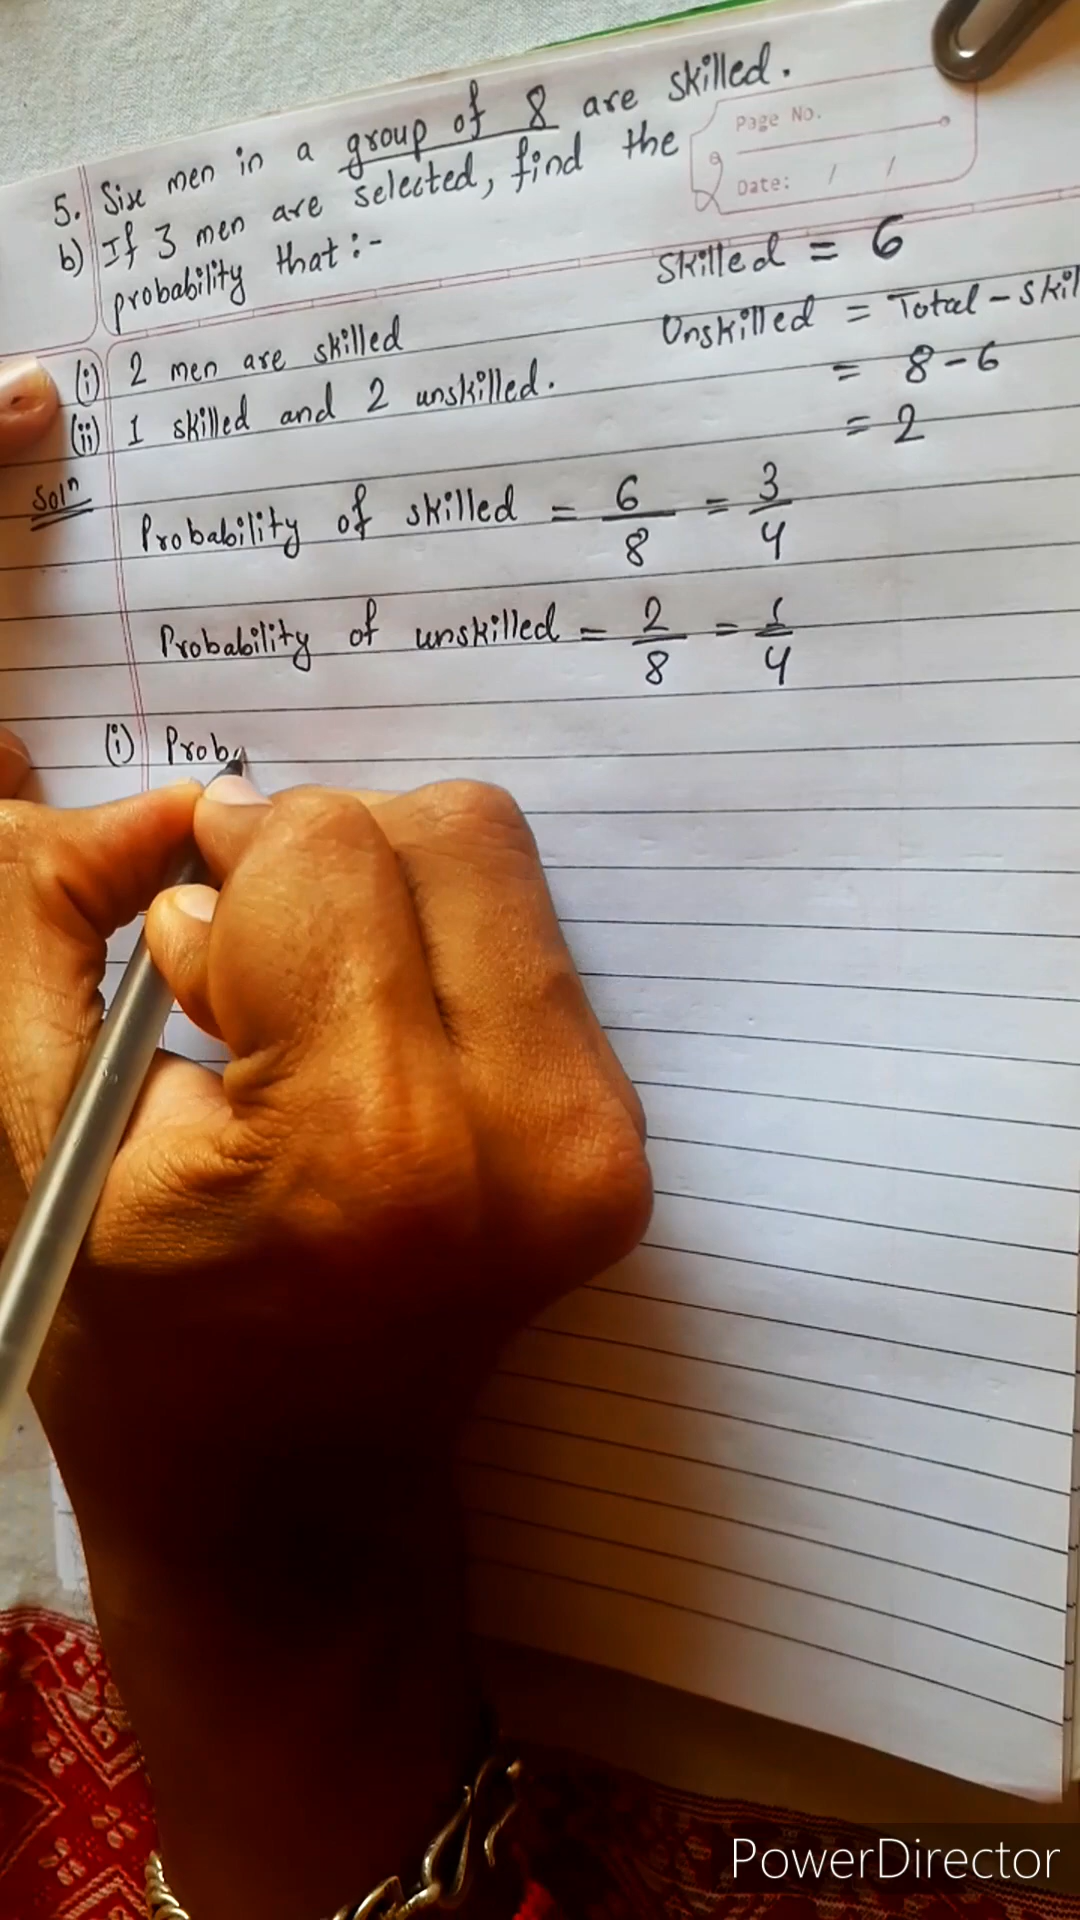 5. Six men in a group of 8 are skilled.
b) If 3 men are selected, find the
probability that :-
Page No.
Date: / /
(i) 2 men are skilled
(ii) 1 skilled and 2 unskilled.
Skilled = 6
Unskilled = Total - Skil
= 8 - 6
= 2
Soln
Probability of skilled = 6/8 = 3/4
Probability of unskilled = 2/8 = 1/4
(i) Proba
PowerDirector